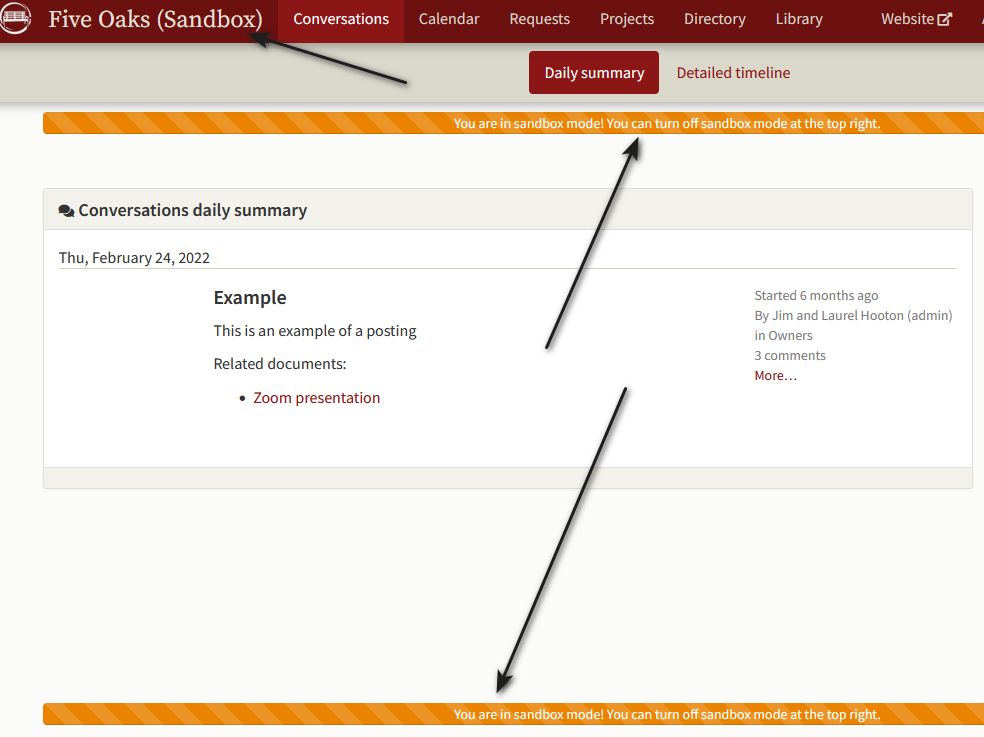 Five Oaks (Sandbox) Conversations Calendar Requests Projects Directory Library Website
Daily summary Detailed timeline
You are in sandbox mode! You can turn off sandbox mode at the top right.
Conversations daily summary
Thu, February 24, 2022
Example
This is an example of a posting
Related documents:
• Zoom presentation
Started 6 months ago
By Jim and Laurel Hooton (admin)
in Owners
3 comments
More…
You are in sandbox mode! You can turn off sandbox mode at the top right.